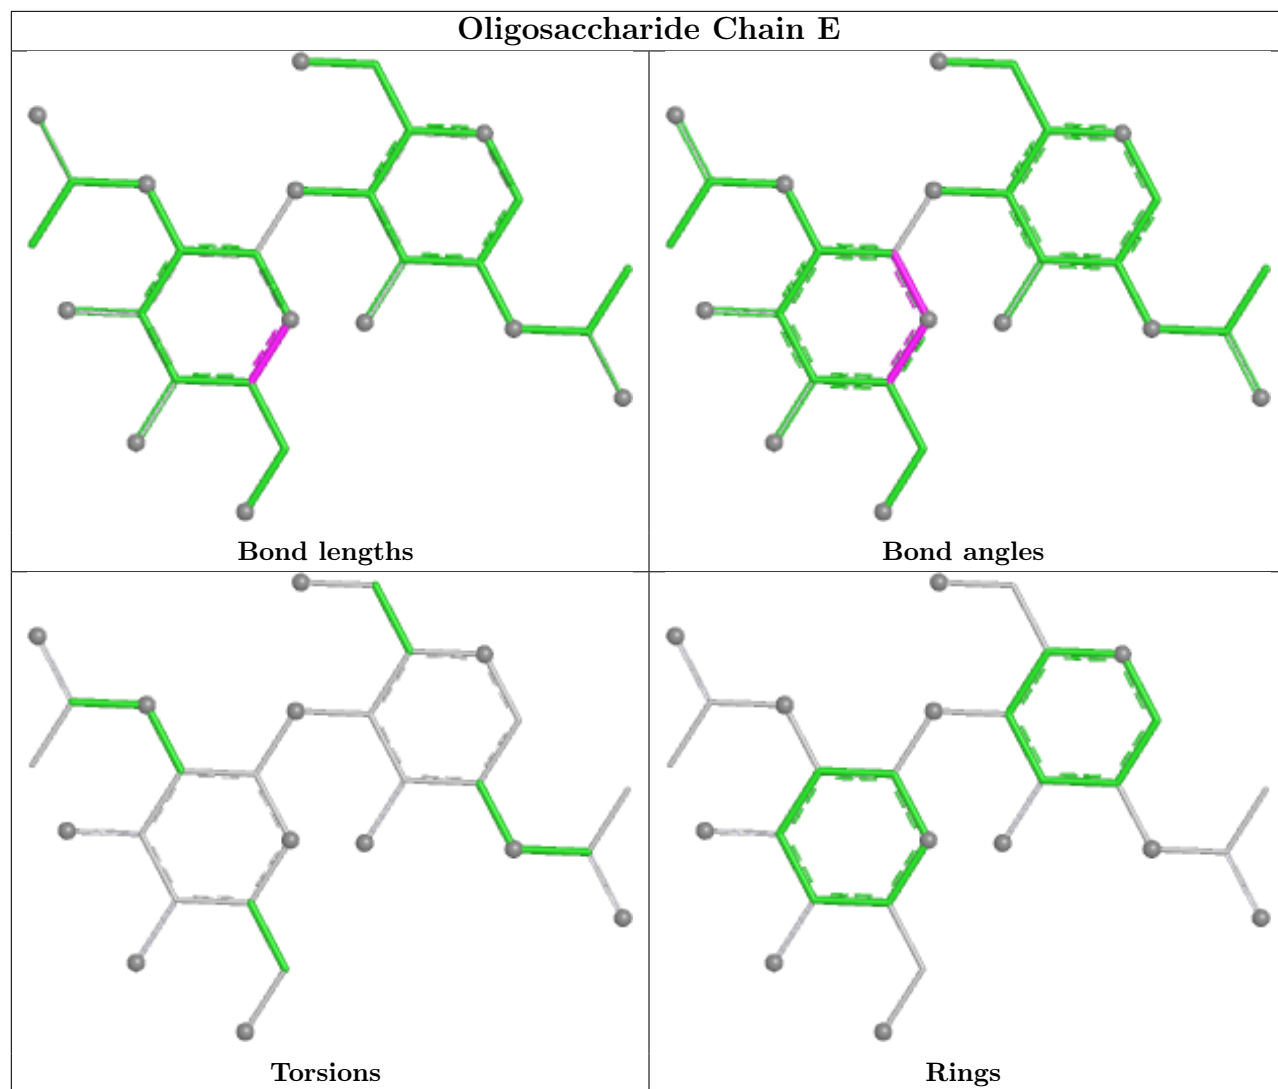 Oligosaccharide Chain E
Bond lengths
Bond angles
Torsions
Rings